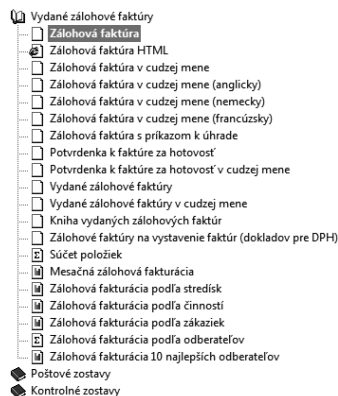 Vydané zálohové faktúry
Zálohová faktúra
Zálohová faktúra HTML
Zálohová faktúra v cudzej mene
Zálohová faktúra v cudzej mene (anglicky)
Zálohová faktúra v cudzej mene (nemecky)
Zálohová faktúra v cudzej mene (francúzsky)
Zálohová faktúra s príkazom k úhrade
Potvrdenka k faktúre za hotovosť
Potvrdenka k faktúre za hotovosť v cudzej mene
Vydané zálohové faktúry
Vydané zálohové faktúry v cudzej mene
Kniha vydaných zálohových faktúr
Zálohové faktúry na vystavenie faktúr (dokladov pre DPH)
Súčet položiek
Mesačná zálohová fakturácia
Zálohová fakturácia podľa stredísk
Zálohová fakturácia podľa činností
Zálohová fakturácia podľa zákaziek
Zálohová fakturácia podľa odberateľov
Zálohová fakturácia 10 najlepších odberateľov
Poštové zostavy
Kontrolné zostavy